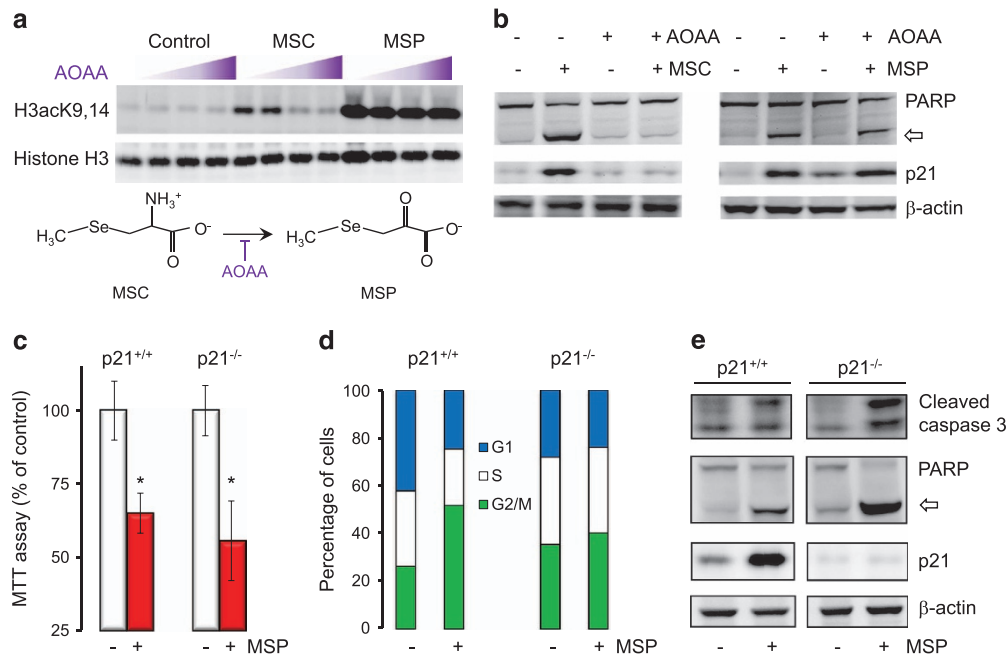 a
Control MSC MSP
AOAA
H3acK9,14
Histone H3
NH₃⁺
H₃C Se O⁻
O
AOAA
MSC
O
H₃C Se O⁻
O
MSP
b
- - + + AOAA - - + + AOAA
- + - + MSC - + - + MSP
PARP
p21
β-actin
c
p21⁺/⁺ p21⁻/⁻
MTT assay (% of control)
100
75
50
25
* *
- + - + MSP
d
p21⁺/⁺ p21⁻/⁻
Percentage of cells
100
80
60
40
20
0
G1
S
G2/M
- + - + MSP
e
p21⁺/⁺ p21⁻/⁻
Cleaved
caspase 3
PARP
p21
β-actin
- + - + MSP